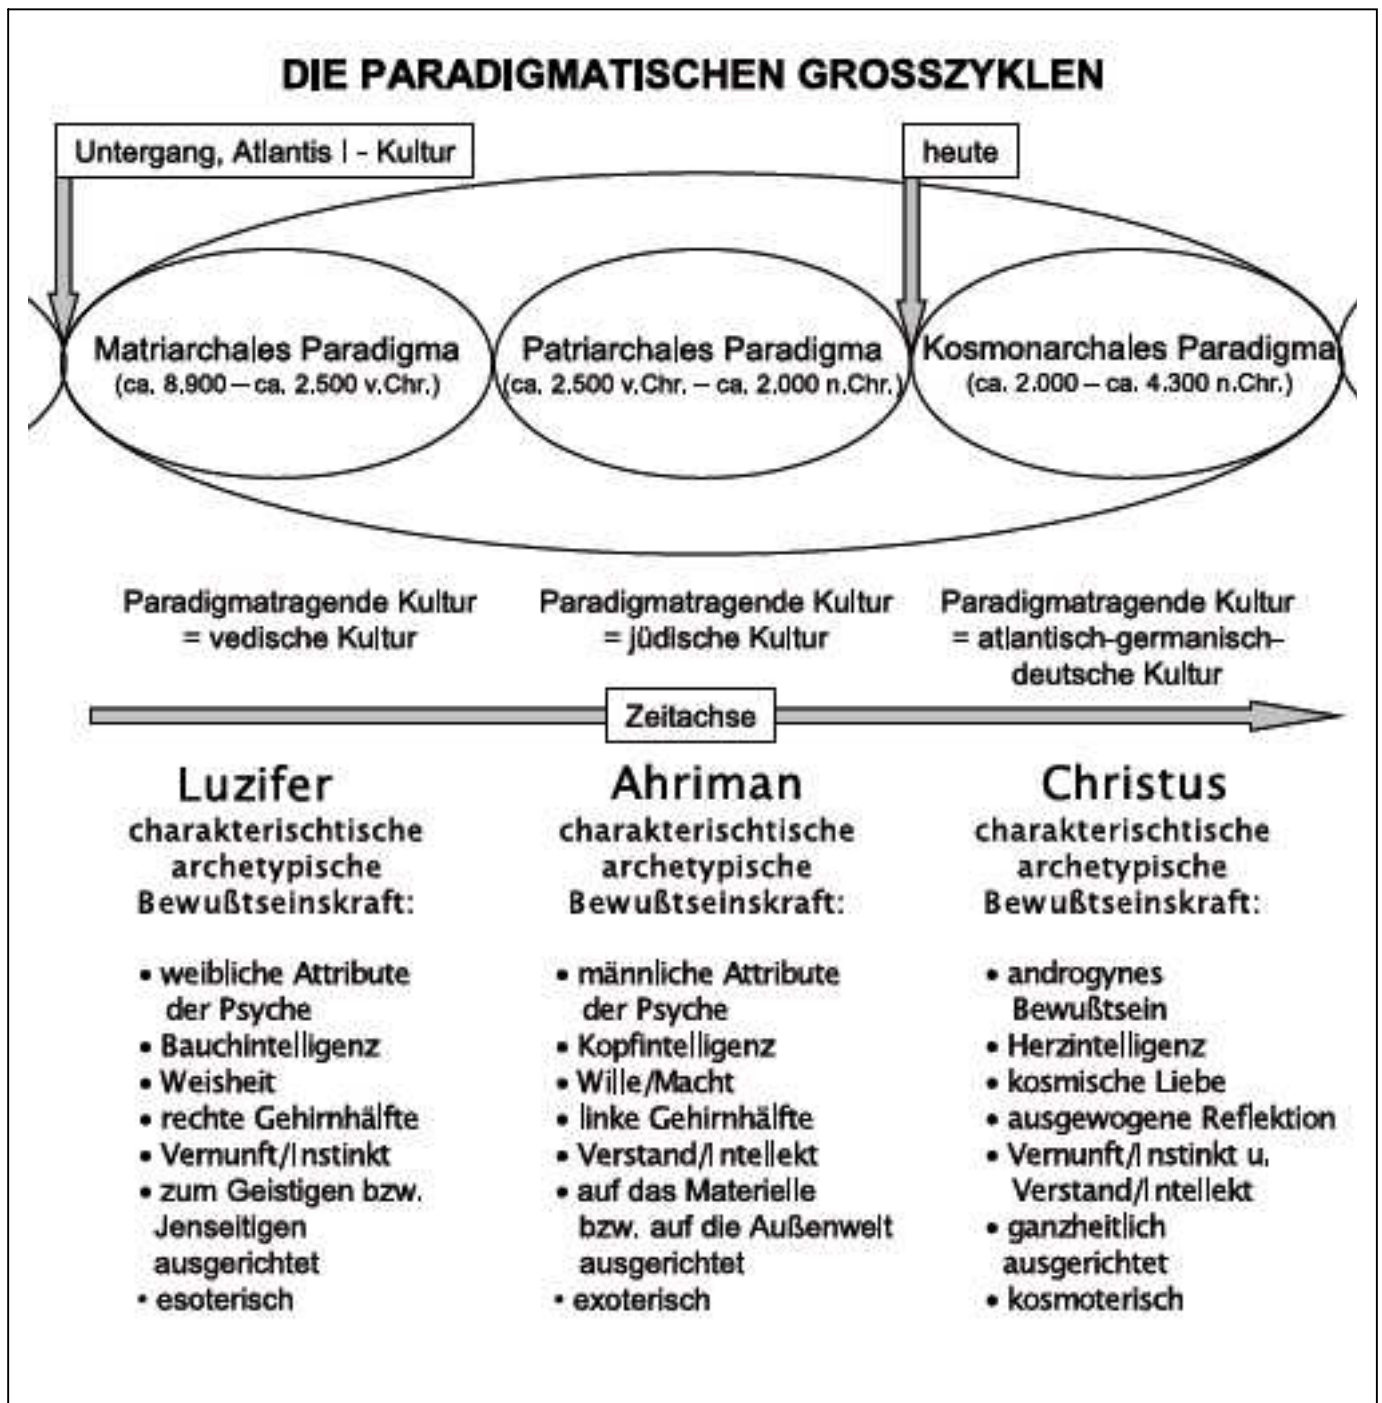 DIE PARADIGMATISCHEN GROSSZYKLEN
Untergang, Atlantis I - Kultur
heute
Matriarchales Paradigma
(ca. 8.900 – ca. 2.500 v.Chr.)
Patriarchales Paradigma
(ca. 2.500 v.Chr. – ca. 2.000 n.Chr.)
Kosmonarchales Paradigma
(ca. 2.000 – ca. 4.300 n.Chr.)
Paradigmatragende Kultur
= vedische Kultur
Paradigmatragende Kultur
= jüdische Kultur
Paradigmatragende Kultur
= atlantisch-germanisch-
deutsche Kultur
Zeitachse
Luzifer
charakterischtische
archetypische
Bewußtseinskraft:
• weibliche Attribute
der Psyche
• Bauchintelligenz
• Weisheit
• rechte Gehirnhälfte
• Vernunft/Instinkt
• zum Geistigen bzw.
Jenseitigen
ausgerichtet
• esoterisch
Ahriman
charakterischtische
archetypische
Bewußtseinskraft:
• männliche Attribute
der Psyche
• Kopfintelligenz
• Wille/Macht
• linke Gehirnhälfte
• Verstand/Intellekt
• auf das Materielle
bzw. auf die Außenwelt
ausgerichtet
• exoterisch
Christus
charakterischtische
archetypische
Bewußtseinskraft:
• androgynes
Bewußtsein
• Herzintelligenz
• kosmische Liebe
• ausgewogene Reflektion
• Vernunft/Instinkt u.
Verstand/Intellekt
• ganzheitlich
ausgerichtet
• kosmoterisch